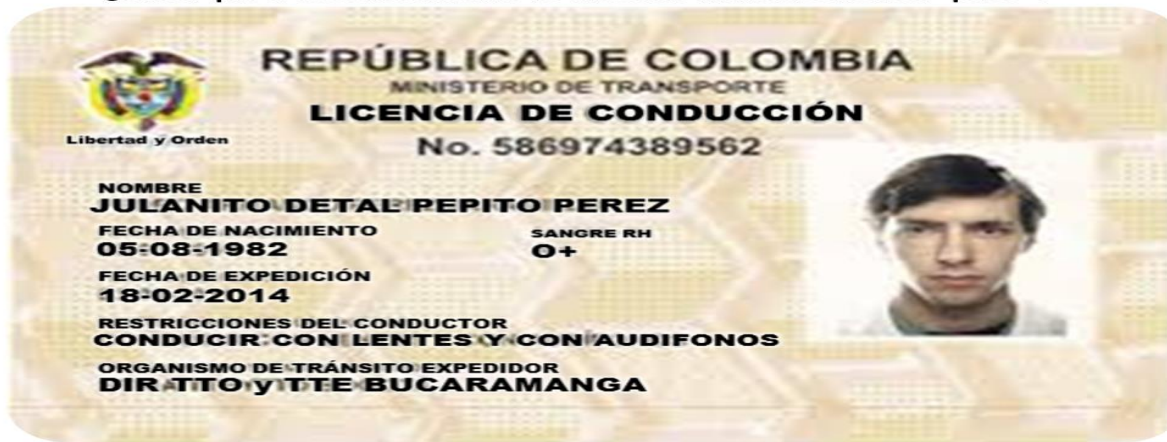 REPÚBLICA DE COLOMBIA
MINISTERIO DE TRANSPORTE
LICENCIA DE CONDUCCIÓN
Libertad y Orden
No. 586974389562
NOMBRE
JULANITO DETAL PEPITO PEREZ
FECHA DE NACIMIENTO
05-08-1982
SANGRE RH
O+
FECHA DE EXPEDICIÓN
18-02-2014
RESTRICCIONES DEL CONDUCTOR
CONDUCIR CON LENTES Y CON AUDIFONOS
ORGANISMO DE TRÁNSITO EXPEDIDOR
DIR TTO y TTE BUCARAMANGA